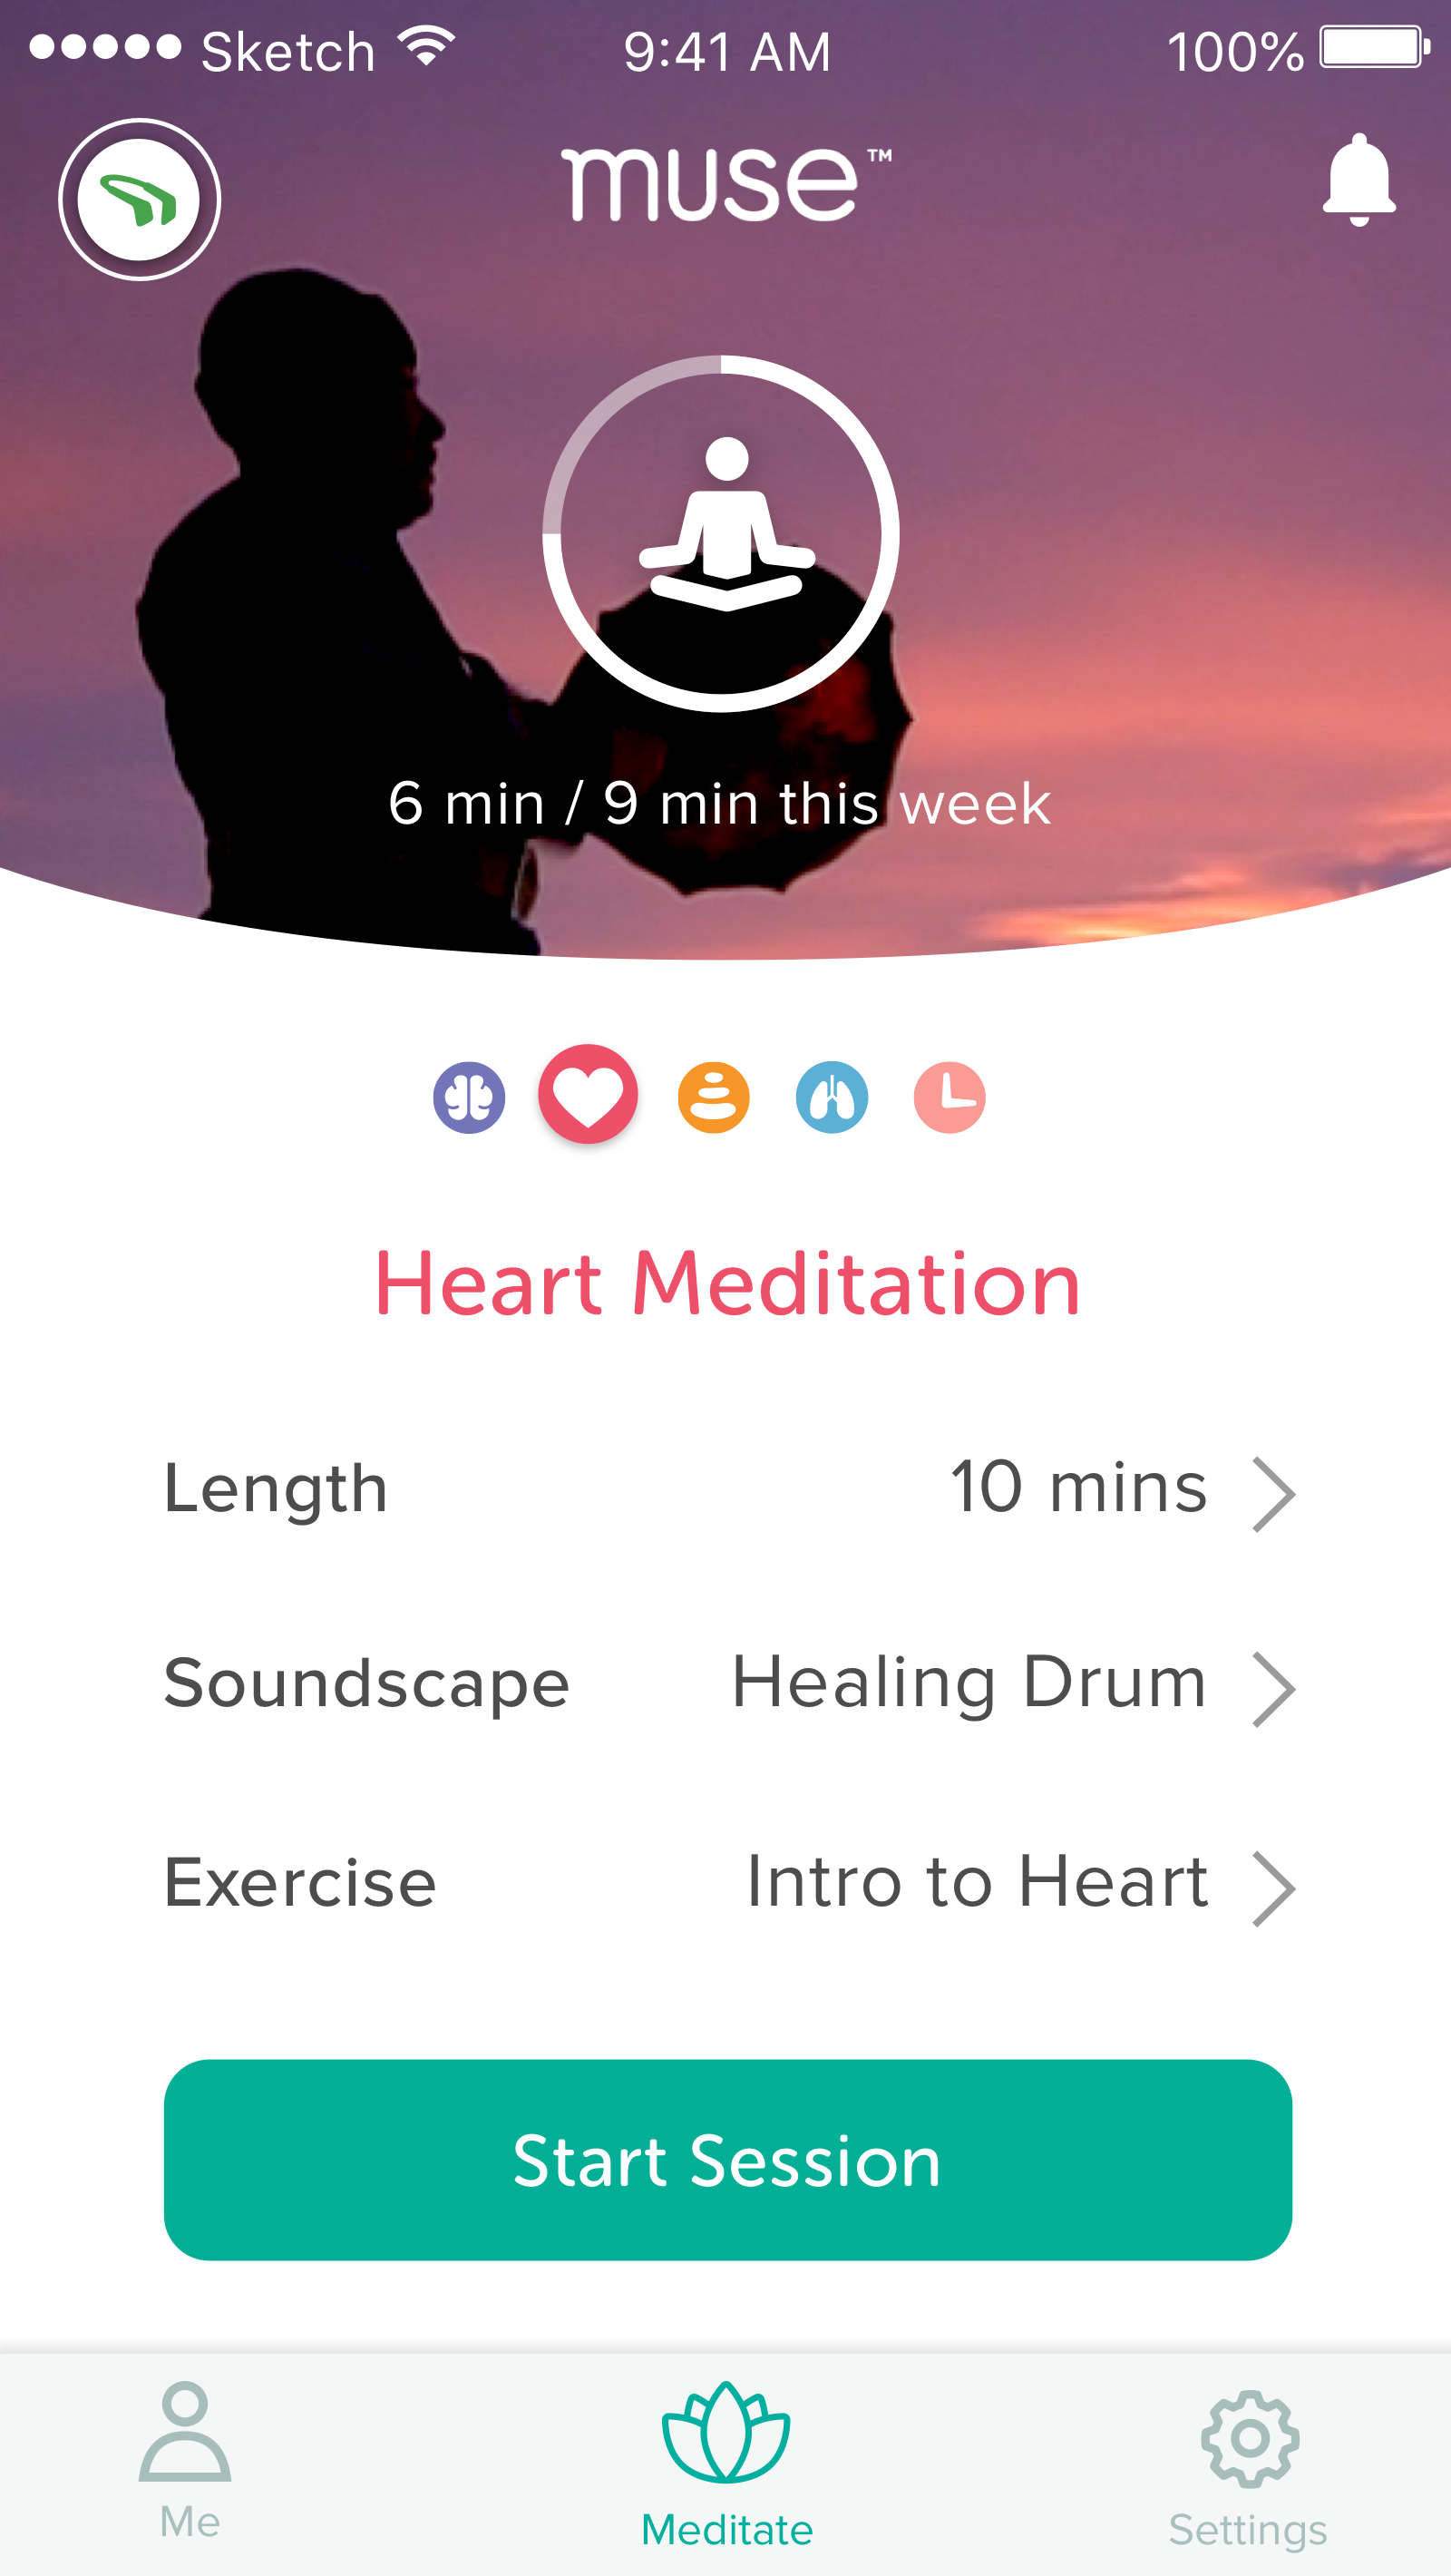 Sketch 9:41 AM 100%
muse™
6 min / 9 min this week
Heart Meditation
Length 10 mins
Soundscape Healing Drum
Exercise Intro to Heart
Start Session
Me Meditate Settings